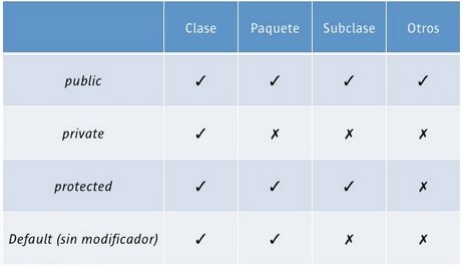 Clase Paquete Subclase Otros
public ✓ ✓ ✓ ✓
private ✓ ✗ ✗ ✗
protected ✓ ✓ ✓ ✗
Default (sin modificador) ✓ ✓ ✗ ✗